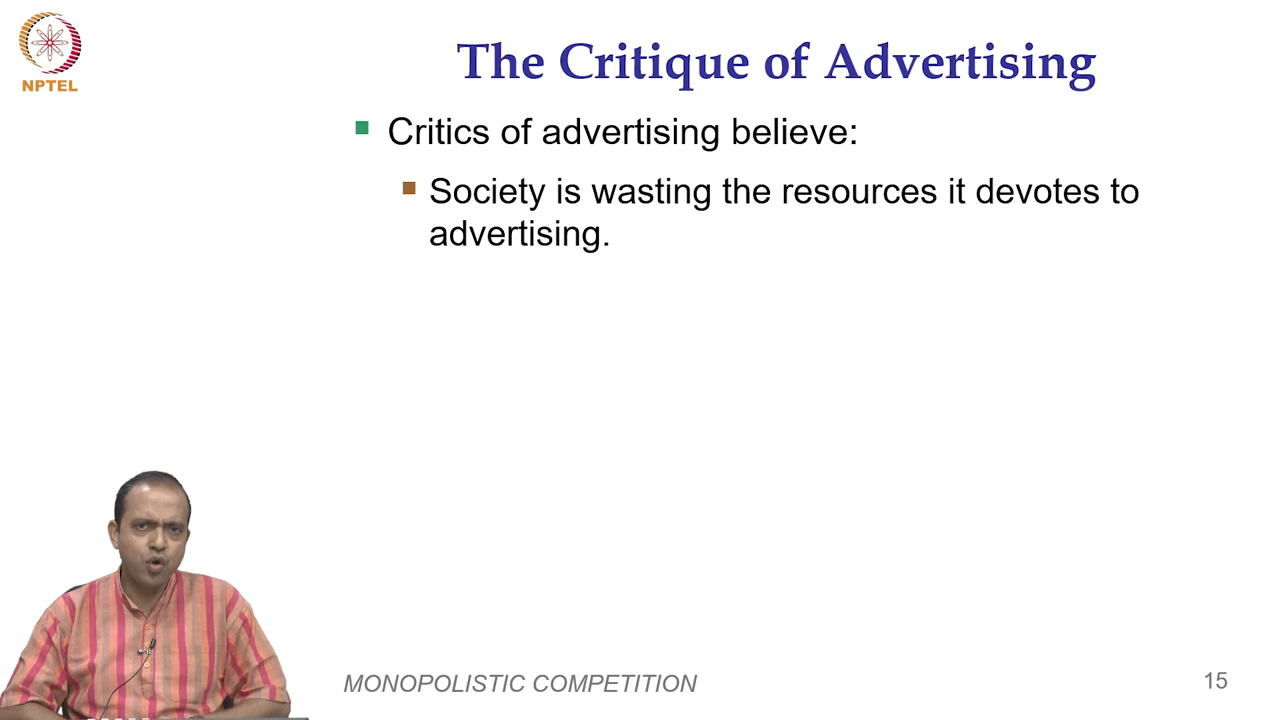 NPTEL
The Critique of Advertising
Critics of advertising believe:
Society is wasting the resources it devotes to
advertising.
MONOPOLISTIC COMPETITION
15